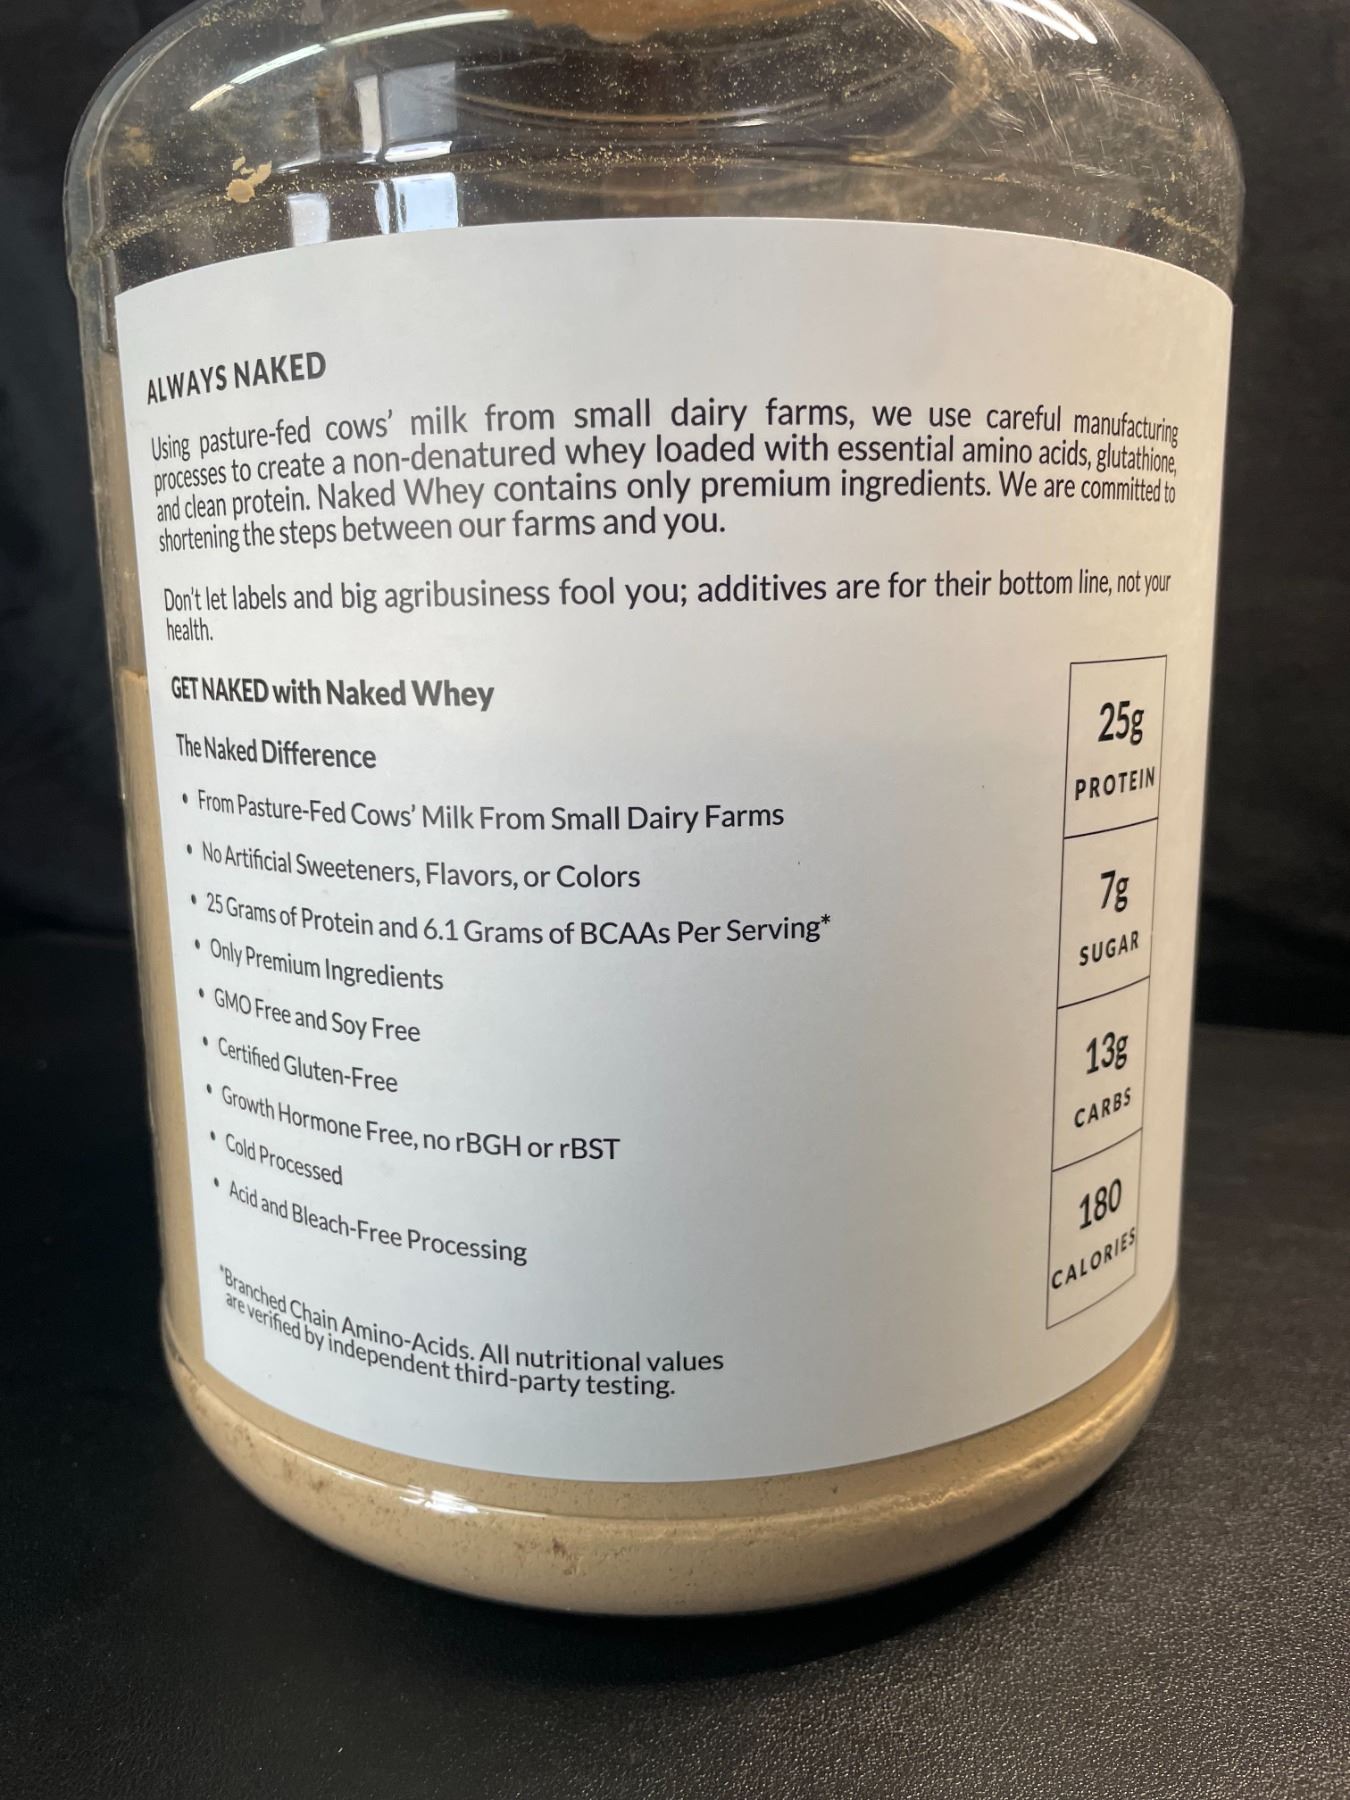 ALWAYS NAKED
Using pasture-fed cows’ milk from small dairy farms, we use careful manufacturing
processes to create a non-denatured whey loaded with essential amino acids, glutathione,
and clean protein. Naked Whey contains only premium ingredients. We are committed to
shortening the steps between our farms and you.
Don’t let labels and big agribusiness fool you; additives are for their bottom line, not your
health.
GET NAKED with Naked Whey
The Naked Difference
• From Pasture-Fed Cows’ Milk From Small Dairy Farms
• No Artificial Sweeteners, Flavors, or Colors
• 25 Grams of Protein and 6.1 Grams of BCAAs Per Serving*
• Only Premium Ingredients
• GMO Free and Soy Free
• Certified Gluten-Free
• Growth Hormone Free, no rBGH or rBST
• Cold Processed
• Acid and Bleach-Free Processing
*Branched Chain Amino-Acids. All nutritional values
are verified by independent third-party testing.
25g
PROTEIN
7g
SUGAR
13g
CARBS
180
CALORIES